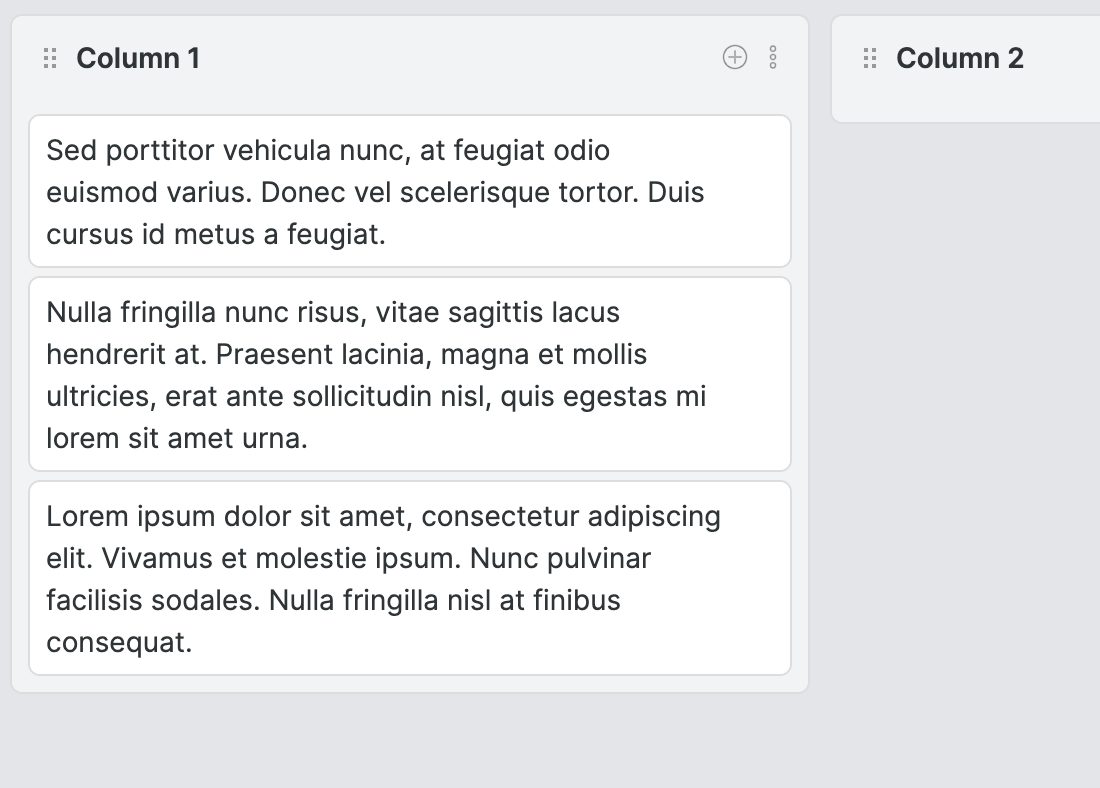 Column 1
Sed porttitor vehicula nunc, at feugiat odio
euismod varius. Donec vel scelerisque tortor. Duis
cursus id metus a feugiat.
Nulla fringilla nunc risus, vitae sagittis lacus
hendrerit at. Praesent lacinia, magna et mollis
ultricies, erat ante sollicitudin nisl, quis egestas mi
lorem sit amet urna.
Lorem ipsum dolor sit amet, consectetur adipiscing
elit. Vivamus et molestie ipsum. Nunc pulvinar
facilisis sodales. Nulla fringilla nisl at finibus
consequat.
Column 2